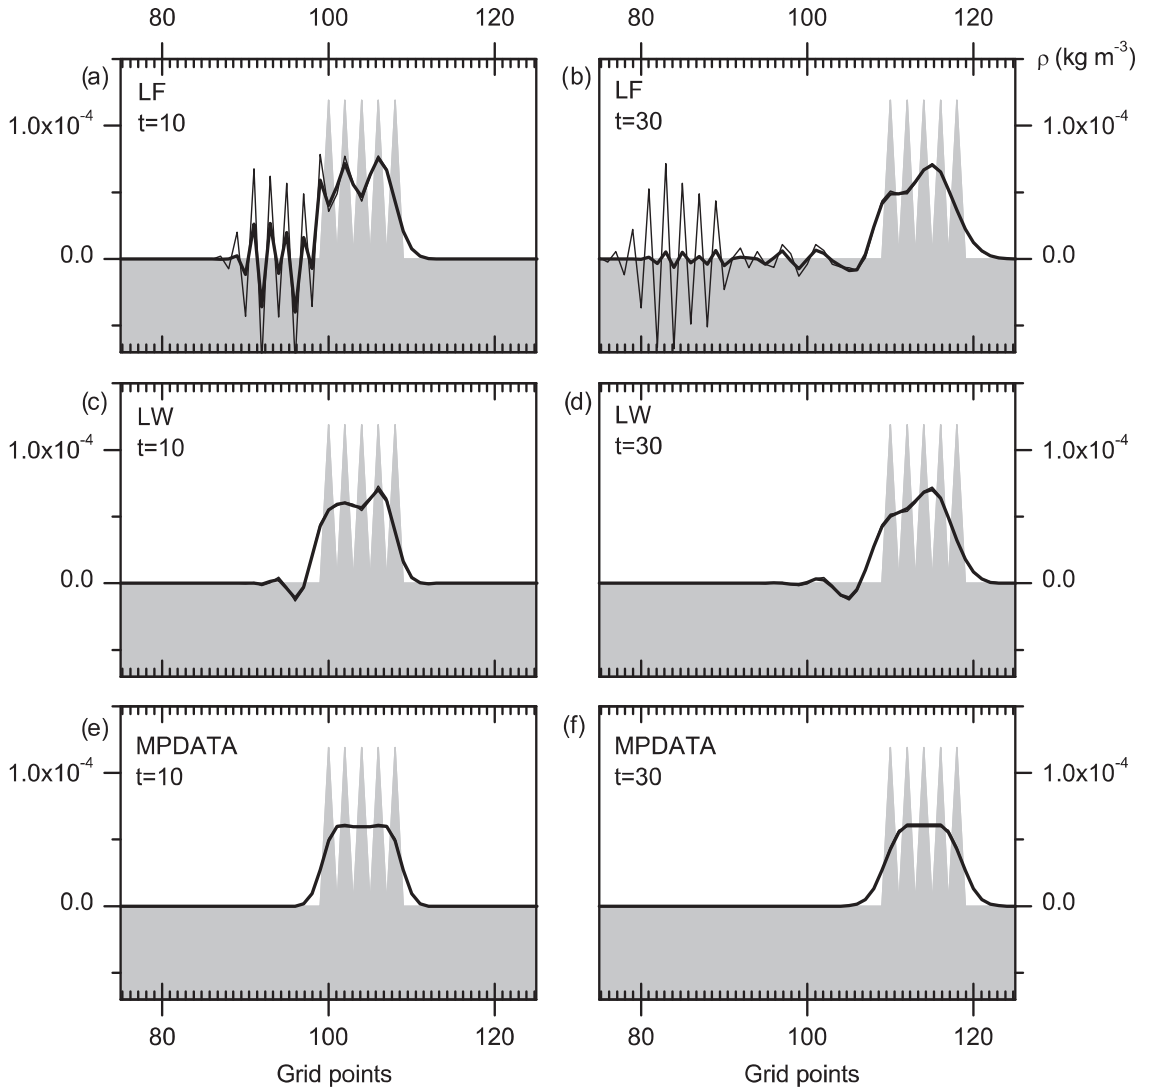 80 100 120 80 100 120
ρ (kg m-3)
(a) LF
t=10
(b) LF
t=30
1.0x10-4 1.0x10-4
0.0 0.0
(c) LW
t=10
(d) LW
t=30
1.0x10-4 1.0x10-4
0.0 0.0
(e) MPDATA
t=10
(f) MPDATA
t=30
1.0x10-4 1.0x10-4
0.0 0.0
80 100 120 80 100 120
Grid points Grid points